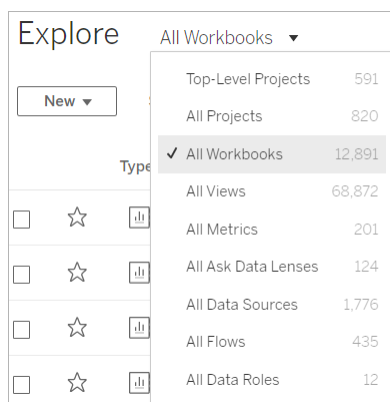 Explore
All Workbooks
Top-Level Projects 591
New
All Projects 820
All Workbooks 12,891
Type
All Views 68,872
All Metrics 201
All Ask Data Lenses 124
All Data Sources 1,776
All Flows 435
All Data Roles 12